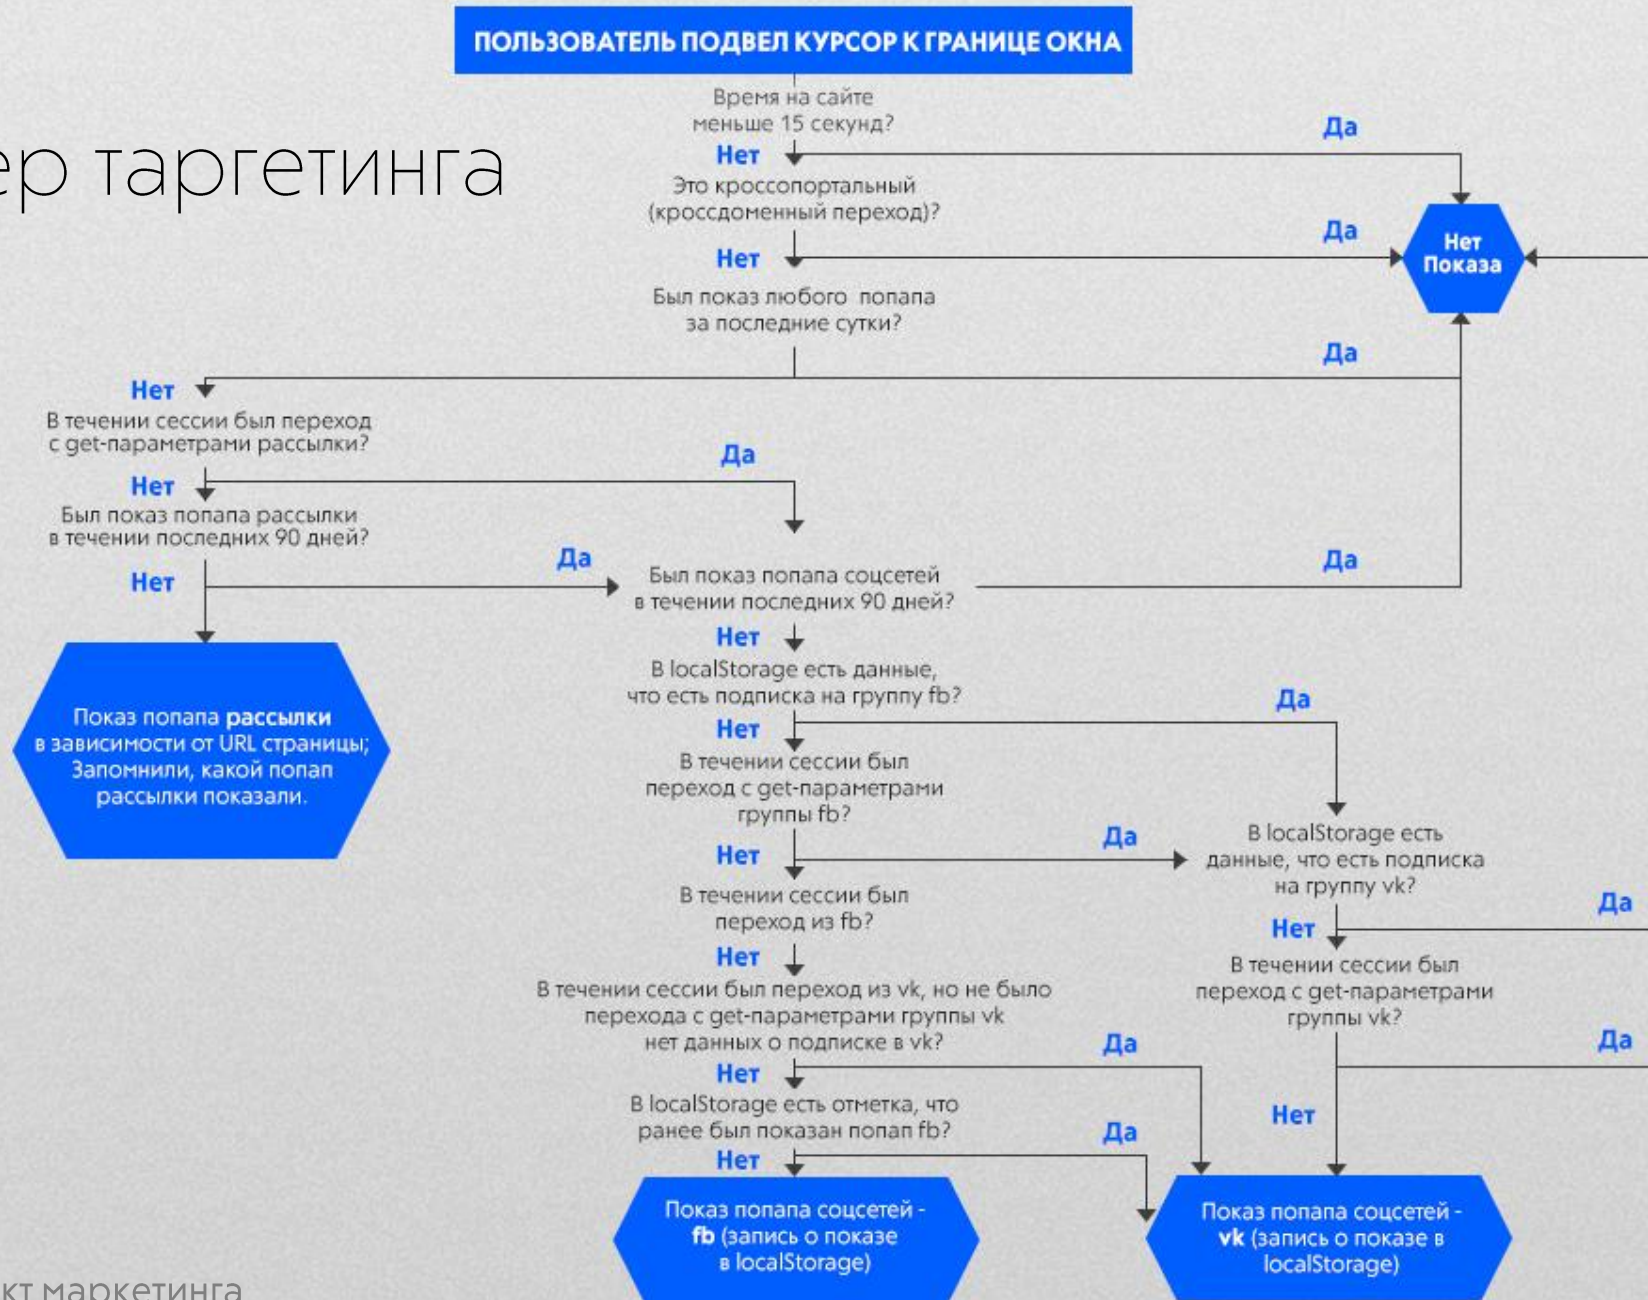 ПОЛЬЗОВАТЕЛЬ ПОДВЕЛ КУРСОР К ГРАНИЦЕ ОКНА
Время на сайте
меньше 15 секунд?
Да
Нет
ер таргетинга
Это кроссопортальный
(кроссдоменный переход)?
Да
Нет
Показа
Нет
Был показ любого попапа
за последние сутки?
Да
Нет
В течении сессии был переход
с get-параметрами рассылки?
Да
Нет
Был показ попапа рассылки
в течении последних 90 дней?
Да
Нет
Был показ попапа соцсетей
в течении последних 90 дней?
Да
Нет
В localStorage есть данные,
что есть подписка на группу fb?
Да
Нет
Показ попапа рассылки
в зависимости от URL страницы;
Запомнили, какой попап
рассылки показали.
В течении сессии был
переход с get-параметрами
группы fb?
Да
Нет
В localStorage есть
данные, что есть подписка
на группу vk?
Да
Нет
В течении сессии был
переход из fb?
Нет
В течении сессии был
переход с get-параметрами
группы vk?
Да
Нет
В течении сессии был переход из vk, но не было
перехода с get-параметрами группы vk
нет данных о подписке в vk?
Да
Нет
В localStorage есть отметка, что
ранее был показан попап fb?
Да
Нет
Показ попапа соцсетей -
fb (запись о показе
в localStorage)
Показ попапа соцсетей -
vk (запись о показе в
localStorage)
кт маркетинга